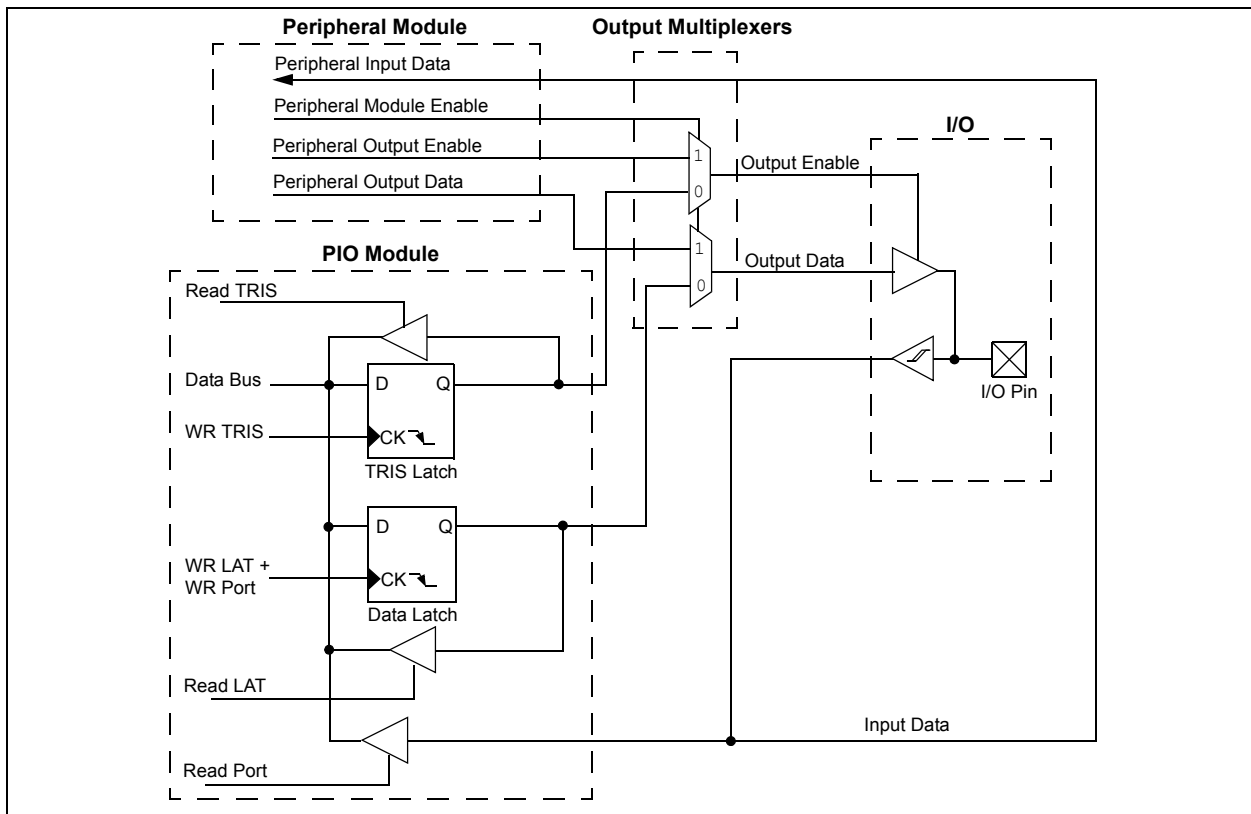 Peripheral Module
Output Multiplexers
Peripheral Input Data
Peripheral Module Enable
Peripheral Output Enable
Peripheral Output Data
1
0
1
0
Output Enable
Output Data
I/O
I/O Pin
PIO Module
Read TRIS
Data Bus
D
Q
WR TRIS
CK
TRIS Latch
D
Q
WR LAT +
WR Port
CK
Data Latch
Read LAT
Read Port
Input Data